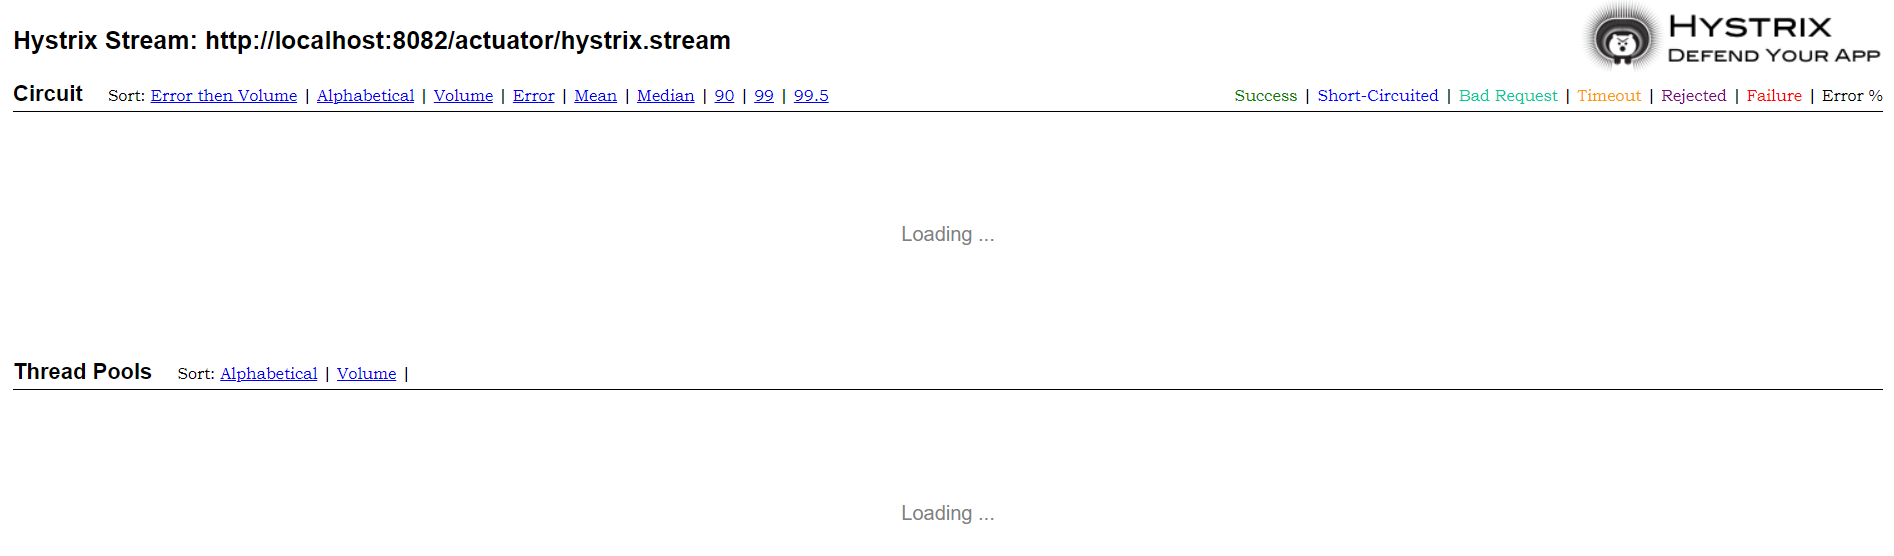 Hystrix Stream: http://localhost:8082/actuator/hystrix.stream
HYSTRIX
DEFEND YOUR APP
Circuit Sort: Error then Volume | Alphabetical | Volume | Error | Mean | Median | 90 | 99 | 99.5
Success | Short-Circuited | Bad Request | Timeout | Rejected | Failure | Error %
Loading ...
Thread Pools Sort: Alphabetical | Volume |
Loading ...